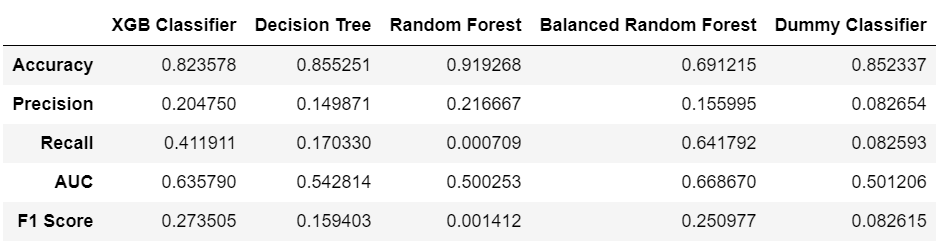 XGB Classifier Decision Tree Random Forest Balanced Random Forest Dummy Classifier
Accuracy 0.823578 0.855251 0.919268 0.691215 0.852337
Precision 0.204750 0.149871 0.216667 0.155995 0.082654
Recall 0.411911 0.170330 0.000709 0.641792 0.082593
AUC 0.635790 0.542814 0.500253 0.668670 0.501206
F1 Score 0.273505 0.159403 0.001412 0.250977 0.082615